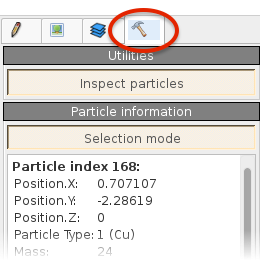 Utilities
Inspect particles
Particle information
Selection mode
Particle index 168:
Position.X: 0.707107
Position.Y: -2.28619
Position.Z: 0
Particle Type: 1 (Cu)
Mass: 24